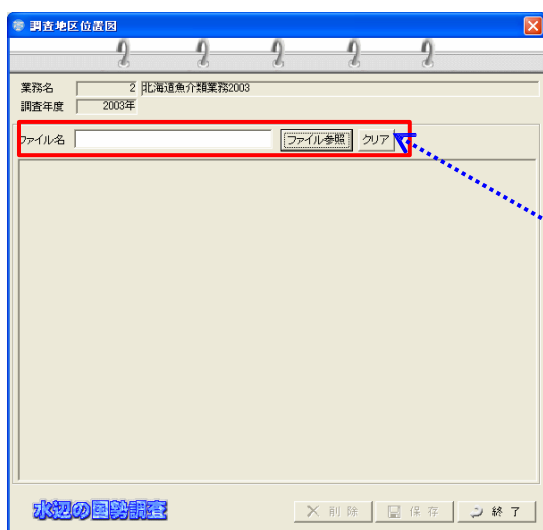 調査地区位置図
業務名 2 北海道魚介類業務2003
調査年度 2003年
ファイル名 ファイル参照 クリア
水辺の国勢調査 削除 保存 終了